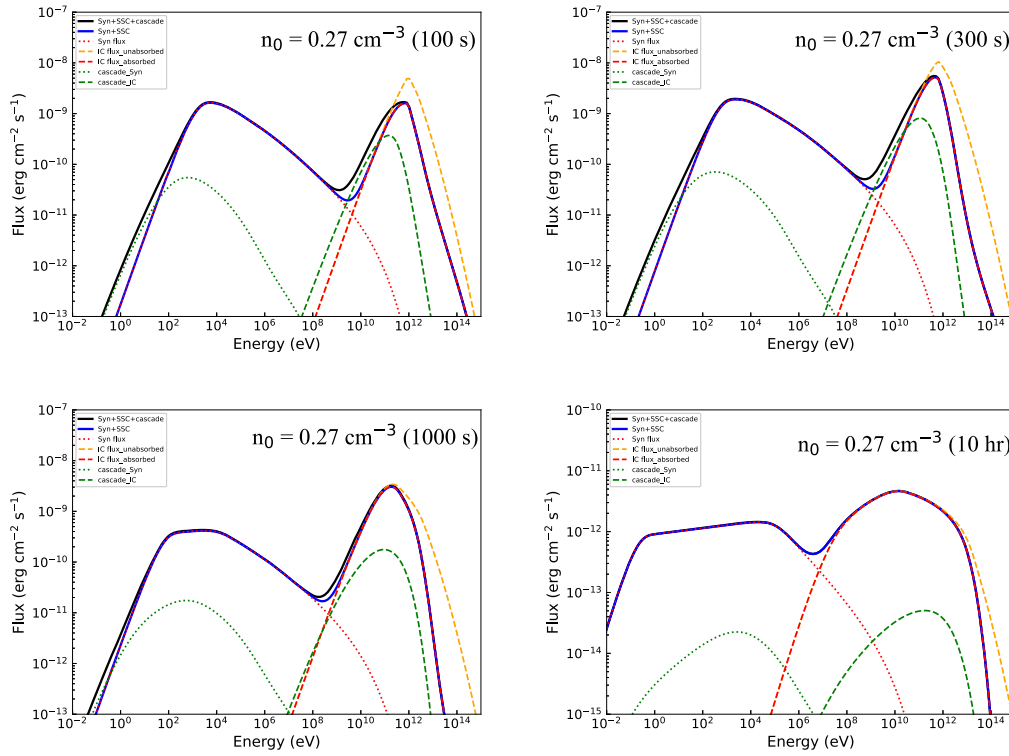 n₀ = 0.27 cm⁻³ (100 s)
Syn+SSC+cascade
Syn+SSC
Syn flux
IC flux_unabsorbed
IC flux_absorbed
cascade_Syn
cascade_IC
Flux (erg cm⁻² s⁻¹)
10⁻⁷
10⁻⁸
10⁻⁹
10⁻¹⁰
10⁻¹¹
10⁻¹²
10⁻¹³
10⁻² 10⁰ 10² 10⁴ 10⁶ 10⁸ 10¹⁰ 10¹² 10¹⁴
Energy (eV)
n₀ = 0.27 cm⁻³ (300 s)
Syn+SSC+cascade
Syn+SSC
Syn flux
IC flux_unabsorbed
IC flux_absorbed
cascade_Syn
cascade_IC
Flux (erg cm⁻² s⁻¹)
10⁻⁷
10⁻⁸
10⁻⁹
10⁻¹⁰
10⁻¹¹
10⁻¹²
10⁻¹³
10⁻² 10⁰ 10² 10⁴ 10⁶ 10⁸ 10¹⁰ 10¹² 10¹⁴
Energy (eV)
n₀ = 0.27 cm⁻³ (1000 s)
Syn+SSC+cascade
Syn+SSC
Syn flux
IC flux_unabsorbed
IC flux_absorbed
cascade_Syn
cascade_IC
Flux (erg cm⁻² s⁻¹)
10⁻⁷
10⁻⁸
10⁻⁹
10⁻¹⁰
10⁻¹¹
10⁻¹²
10⁻¹³
10⁻² 10⁰ 10² 10⁴ 10⁶ 10⁸ 10¹⁰ 10¹² 10¹⁴
Energy (eV)
n₀ = 0.27 cm⁻³ (10 hr)
Syn+SSC+cascade
Syn+SSC
Syn flux
IC flux_unabsorbed
IC flux_absorbed
cascade_Syn
cascade_IC
Flux (erg cm⁻² s⁻¹)
10⁻¹⁰
10⁻¹¹
10⁻¹²
10⁻¹³
10⁻¹⁴
10⁻¹⁵
10⁻² 10⁰ 10² 10⁴ 10⁶ 10⁸ 10¹⁰ 10¹² 10¹⁴
Energy (eV)